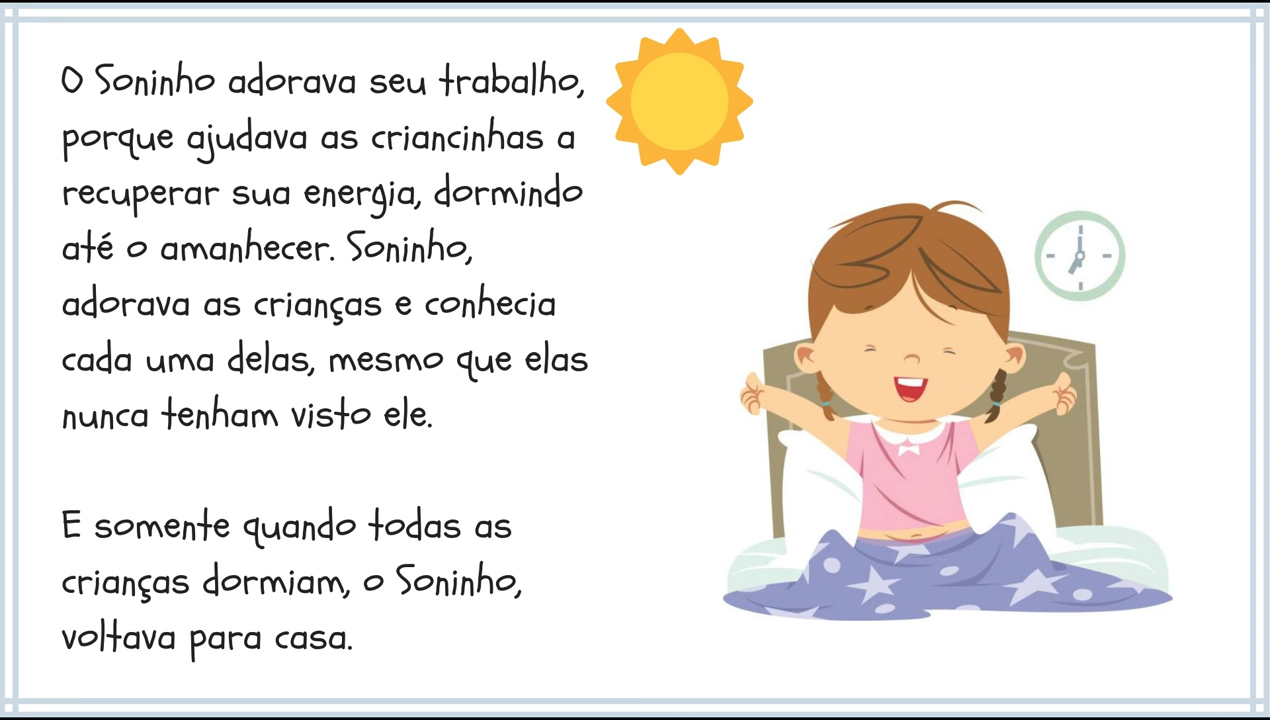 O Soninho adorava seu trabalho,
porque ajudava as criancinhas a
recuperar sua energia, dormindo
até o amanhecer. Soninho,
adorava as crianças e conhecia
cada uma delas, mesmo que elas
nunca tenham visto ele.
E somente quando todas as
crianças dormiam, o Soninho,
voltava para casa.